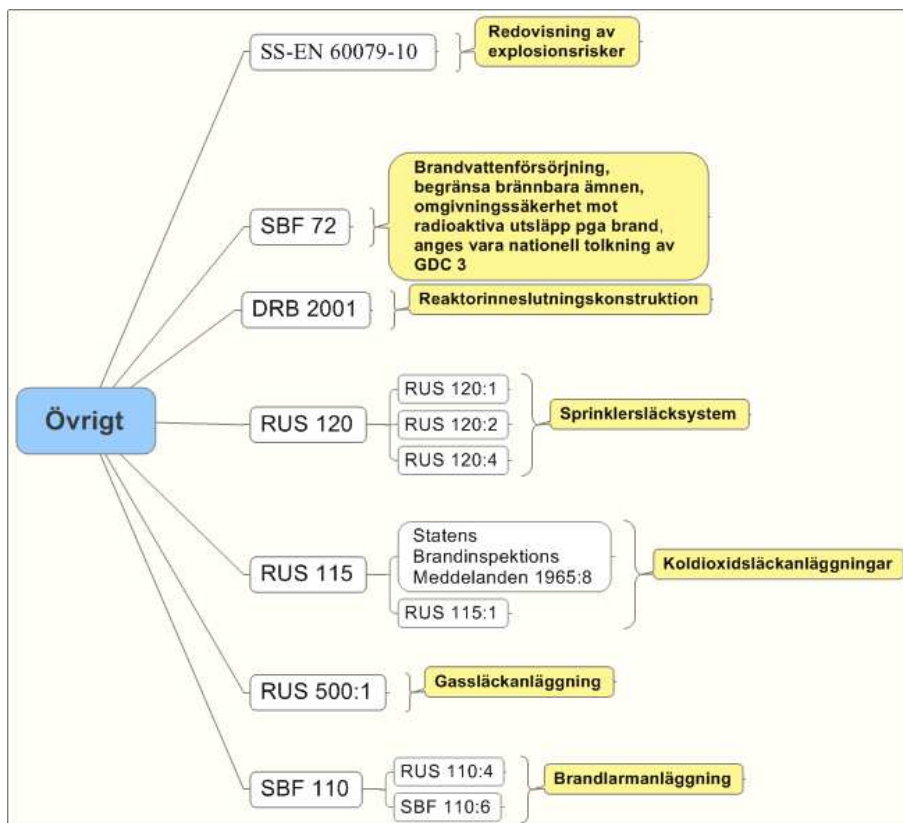 Övrigt
SS-EN 60079-10
Redovisning av
explosionsrisker
SBF 72
Brandvattenförsörjning,
begränsa brännbara ämnen,
omgivningssäkerhet mot
radioaktiva utsläpp pga brand,
anges vara nationell tolkning av
GDC 3
DRB 2001
Reaktorinneslutningskonstruktion
RUS 120
RUS 120:1
RUS 120:2
RUS 120:4
Sprinklersläcksystem
RUS 115
Statens
Brandinspektions
Meddelanden 1965:8
RUS 115:1
Koldioxidsläckanläggningar
RUS 500:1
Gassläckanläggning
SBF 110
RUS 110:4
SBF 110:6
Brandlarmanläggning